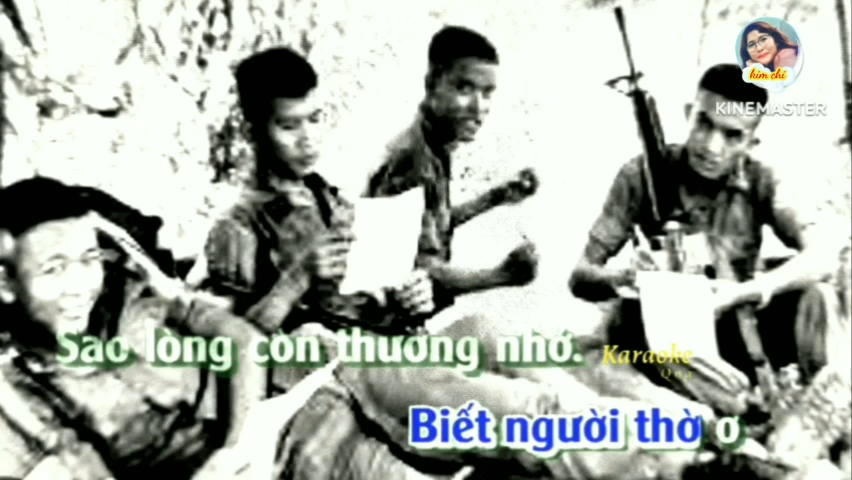 kim chi
KINEMASTER
Sao lòng còn thương nhớ.
Karaoke
Biết người thờ ơ